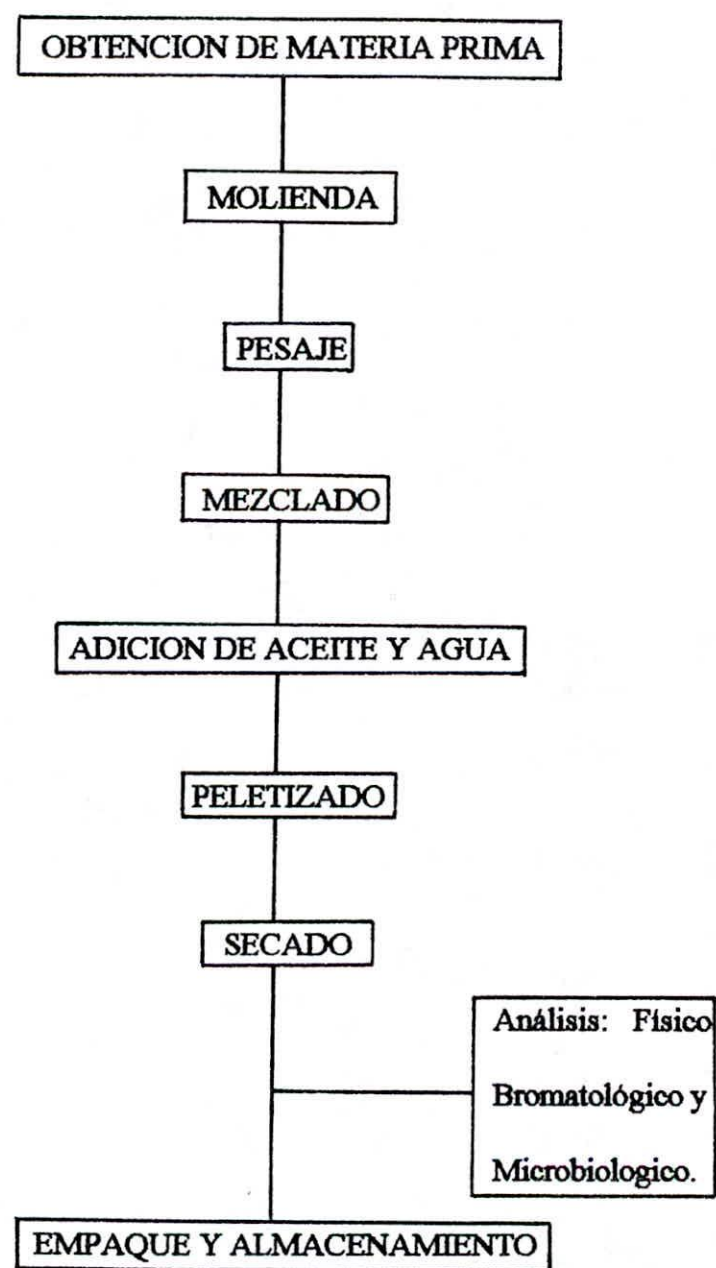 OBTENCION DE MATERIA PRIMA
MOLIENDA
PESAJE
MEZCLADO
ADICION DE ACEITE Y AGUA
PELETIZADO
SECADO
Análisis: Físico
Bromatológico y
Microbiologico.
EMPAQUE Y ALMACENAMIENTO